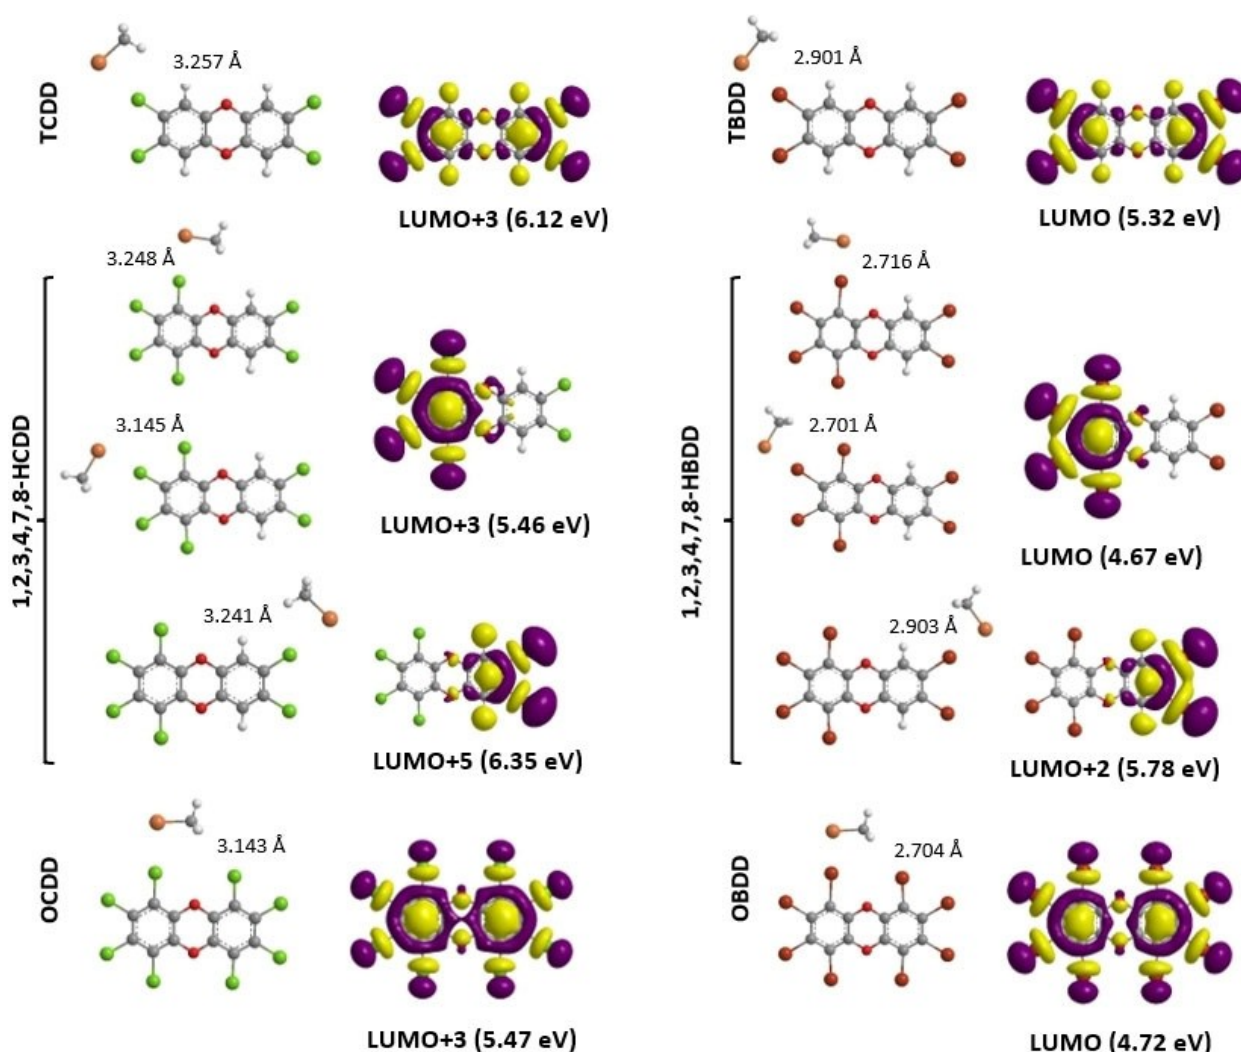 TCDD
3.257 Å
LUMO+3 (6.12 eV)
1,2,3,4,7,8-HCDD
3.248 Å
3.145 Å
LUMO+3 (5.46 eV)
3.241 Å
LUMO+5 (6.35 eV)
OCDD
3.143 Å
LUMO+3 (5.47 eV)
TBDD
2.901 Å
LUMO (5.32 eV)
1,2,3,4,7,8-HBDD
2.716 Å
2.701 Å
LUMO (4.67 eV)
2.903 Å
LUMO+2 (5.78 eV)
OBDD
2.704 Å
LUMO (4.72 eV)